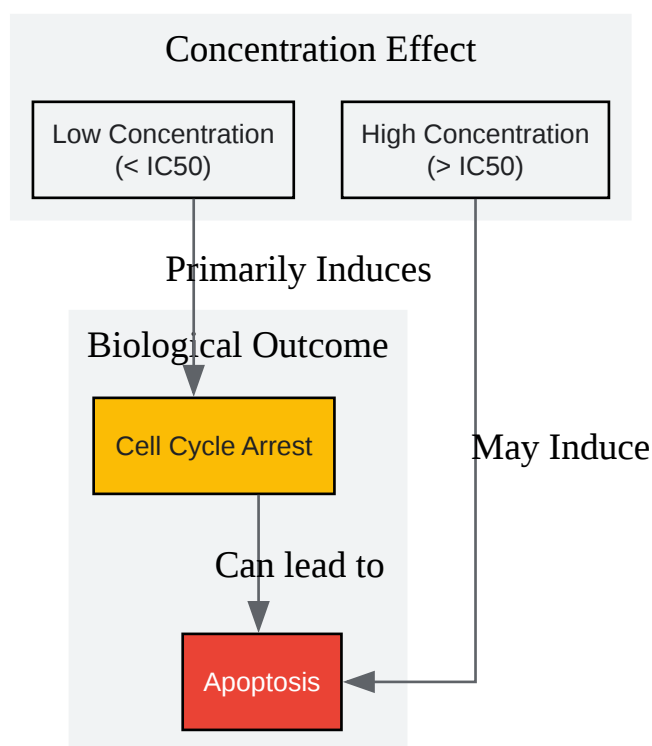 Concentration Effect
Low Concentration
(< IC50)
High Concentration
(> IC50)
Primarily Induces
Biological Outcome
Cell Cycle Arrest
May Induce
Can lead to
Apoptosis